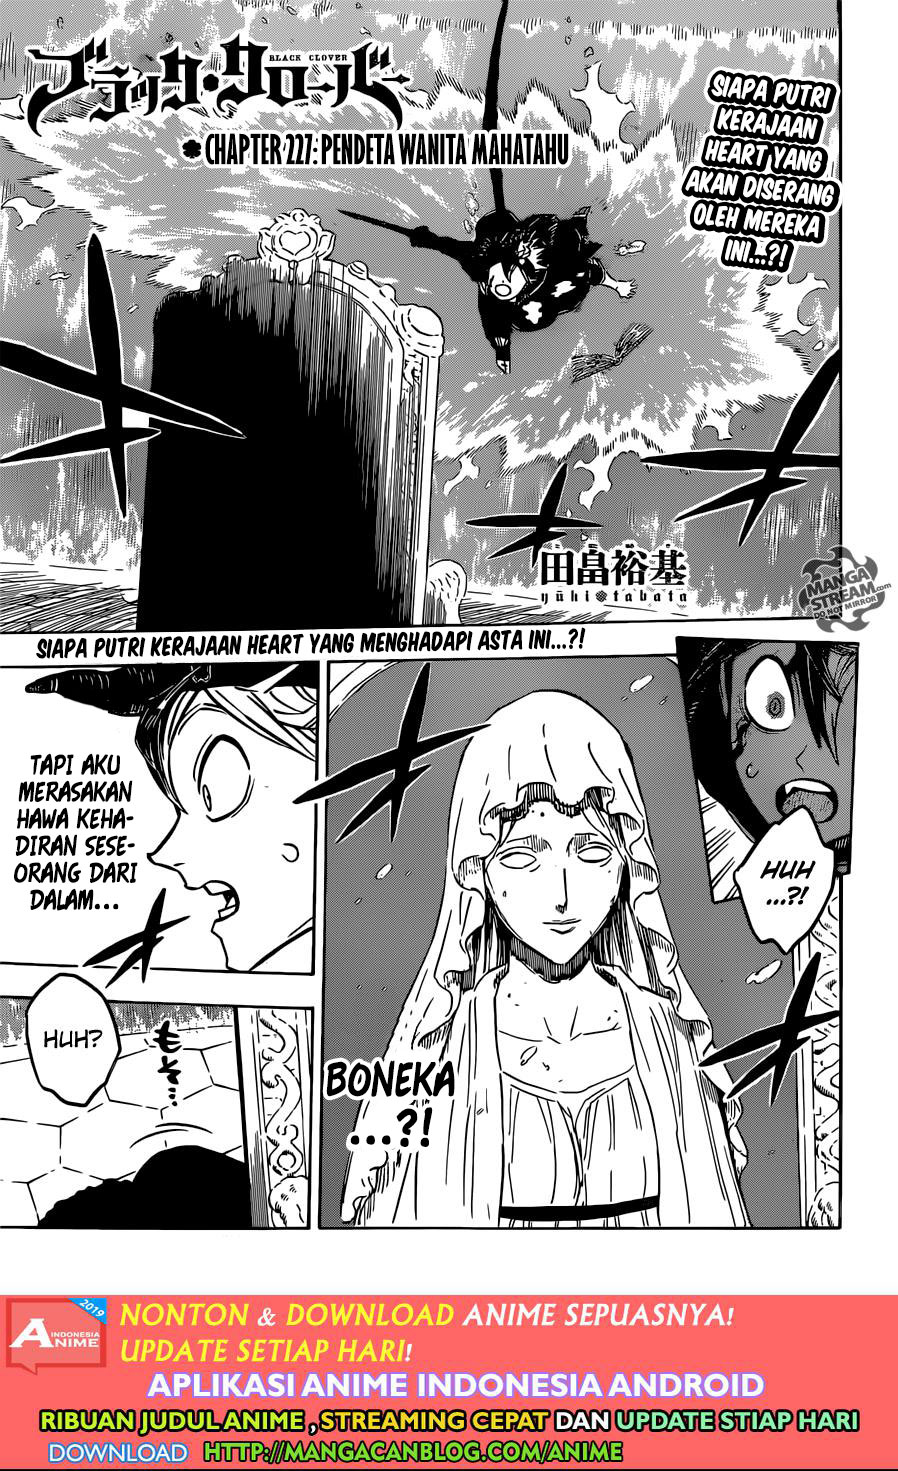 ブラッククローバー
BLACK CLOVER
CHAPTER 227: PENDETA WANITA MAHATAHU
SIAPA PUTRI
KERAJAAN
HEART YANG
AKAN DISERANG
OLEH MEREKA
INI...?!
田畠裕基
yūki tabata
MANGA
STREAM.com
DO NOT MIRROR
SIAPA PUTRI KERAJAAN HEART YANG MENGHADAPI ASTA INI...?!
HUH
...?!
BONEKA
...?!
TAPI AKU
MERASAKAN
HAWA KEHA-
DIRAN SESE-
ORANG DARI
DALAM...
HUH?
2019
INDONESIA
ANIME
NONTON & DOWNLOAD ANIME SEPUASNYA!
UPDATE SETIAP HARI!
APLIKASI ANIME INDONESIA ANDROID
RIBUAN JUDUL ANIME , STREAMING CEPAT DAN UPDATE STIAP HARI
DOWNLOAD HTTP://MANGACANBLOG.COM/ANIME